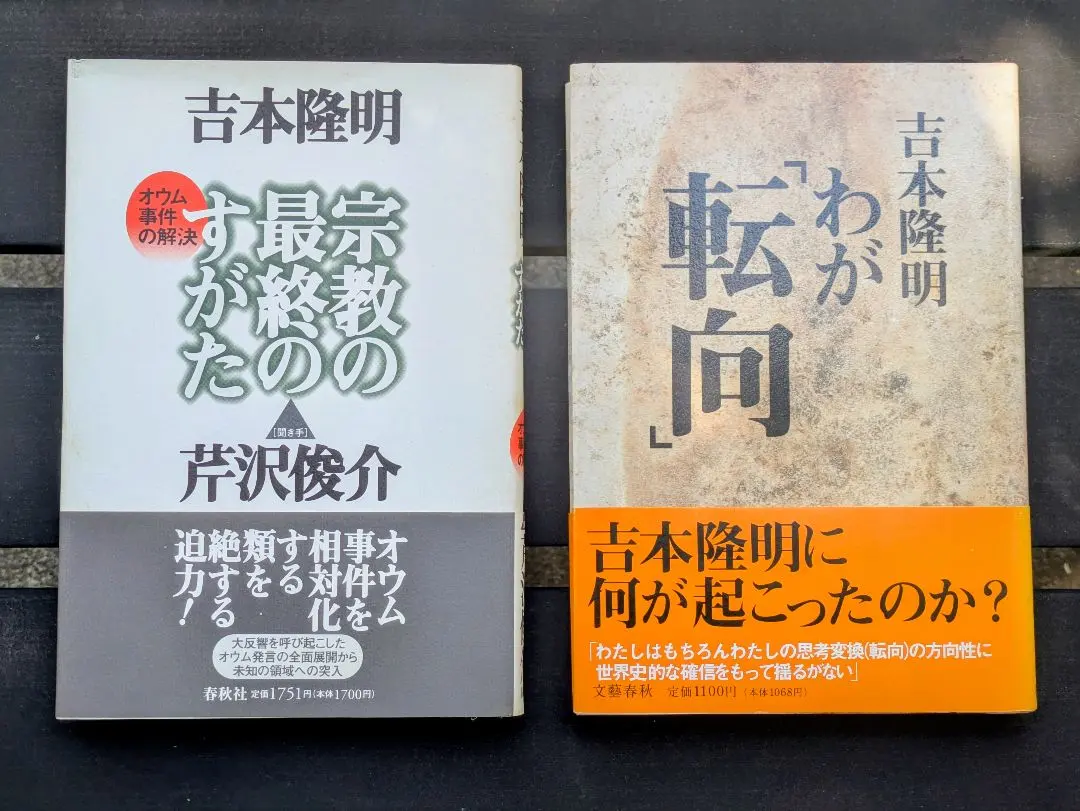 吉本隆明
オウム
事件
の解決
宗教の
最終の
すがた
[聞き手]
芹沢俊介
オウム
事件を
相対化
する
類を
絶する
迫力!
大反響を呼び起こした
オウム発言の全面展開から
未知の領域への突入
春秋社 定価1751円(本体1700円)
吉本隆明
わが
「転向」
吉本隆明に
何が起こったのか?
「わたしはもちろんわたしの思考変換(転向)の方向性に
世界史的な確信をもって揺るがない」
文藝春秋 定価1100円(本体1068円)